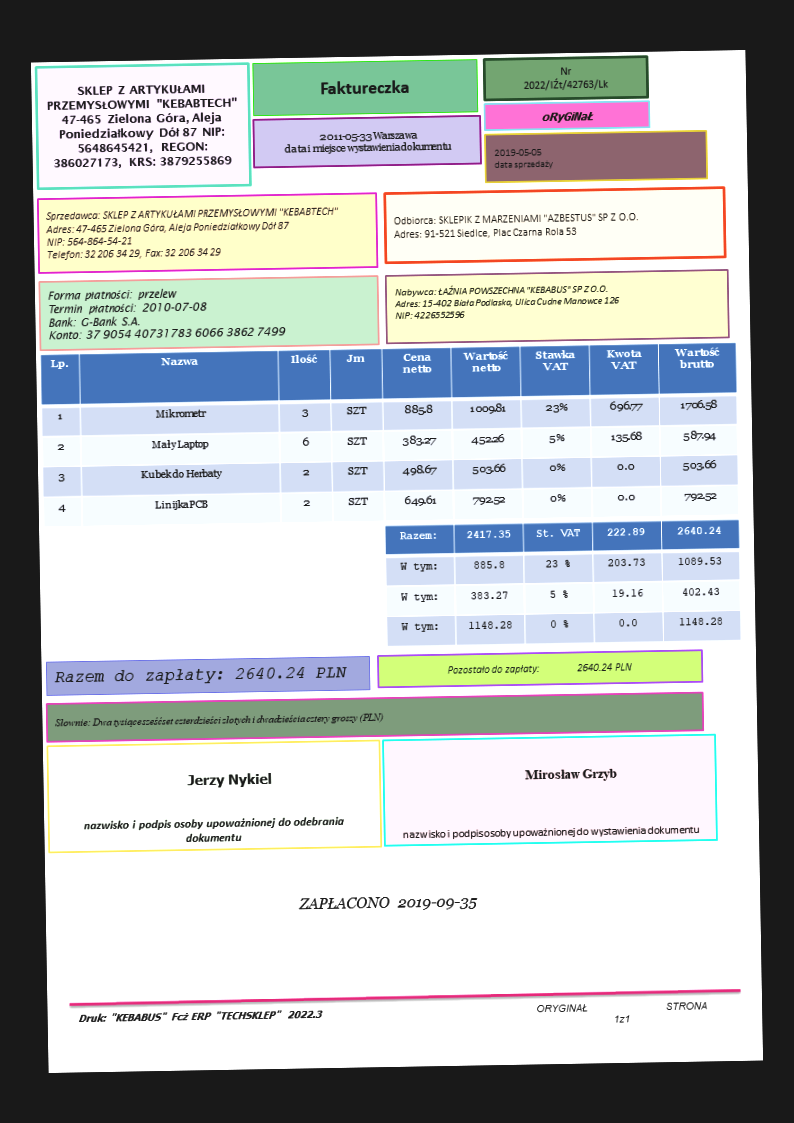 SKLEP Z ARTYKUŁAMI
PRZEMYSŁOWYMI "KEBABTECH"
47-465 Zielona Góra, Aleja
Poniedziałkowy Dół 87 NIP:
5648645421, REGON:
386027173, KRS: 3879255869
Faktureczka
2011-05-33 Warszawa
data i miejsce wystawienia dokumentu
Nr
2022/IŻt/42763/Lk
oRyGiNaŁ
2019-05-05
data sprzedaży
Sprzedawca: SKLEP Z ARTYKUŁAMI PRZEMYSŁOWYMI "KEBABTECH"
Adres: 47-465 Zielona Góra, Aleja Poniedziałkowy Dół 87
NIP: 564-864-54-21
Telefon: 32 206 34 29, Fax: 32 206 34 29
Odbiorca: SKLEPIK Z MARZENIAMI "AZBESTUS" SP Z O.O.
Adres: 91-521 Siedlce, Plac Czarna Rola 53
Forma płatności: przelew
Termin płatności: 2010-07-08
Bank: G-Bank S.A.
Konto: 37 9054 40731783 6066 3862 7499
Nabywca: ŁAŹNIA POWSZECHNA "KEBABUS" SP Z O.O.
Adres: 15-402 Biała Podlaska, Ulica Cudne Manowce 126
NIP: 4226552596
Lp. Nazwa Ilość Jm Cena netto Wartość netto Stawka VAT Kwota VAT Wartość brutto
1 Mikrometr 3 SZT 885.8 1009.81 23% 696.77 1706.58
2 Mały Laptop 6 SZT 383.27 452.26 5% 135.68 587.94
3 Kubek do Herbaty 2 SZT 498.67 503.66 0% 0.0 503.66
4 Linijka PCB 2 SZT 649.61 792.52 0% 0.0 792.52
Razem: 2417.35 St. VAT 222.89 2640.24
W tym: 885.8 23 % 203.73 1089.53
W tym: 383.27 5 % 19.16 402.43
W tym: 1148.28 0 % 0.0 1148.28
Razem do zapłaty: 2640.24 PLN
Pozostało do zapłaty: 2640.24 PLN
Słownie: Dwa tysiące sześćset czterdzieści złotych i dwadzieścia cztery groszy (PLN)
Jerzy Nykiel
nazwisko i podpis osoby upoważnionej do odebrania
dokumentu
Mirosław Grzyb
nazwisko i podpis osoby upoważnionej do wystawienia dokumentu
ZAPŁACONO 2019-09-35
Druk: "KEBABUS" Fcż ERP "TECHSKLEP" 2022.3
ORYGINAŁ STRONA
1z1